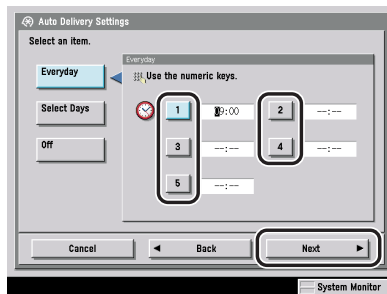 Auto Delivery Settings
Select an item.
Everyday
Everyday
Use the numeric keys.
1 09:00 2 --:--
Select Days
Off
3 --:-- 4 --:--
5 --:--
Cancel ◄ Back Next ►
System Monitor